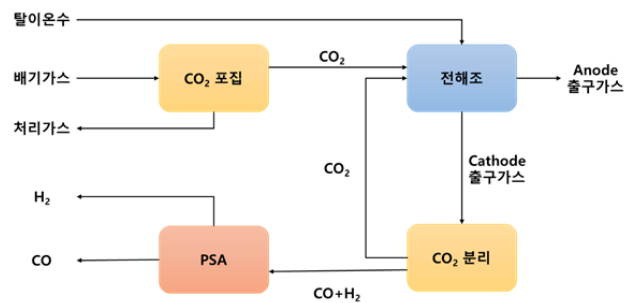 탈이온수
배기가스
CO₂ 포집
CO₂
전해조
Anode
출구가스
처리가스
CO₂
Cathode
출구가스
H₂
CO
PSA
CO₂ 분리
CO+H₂